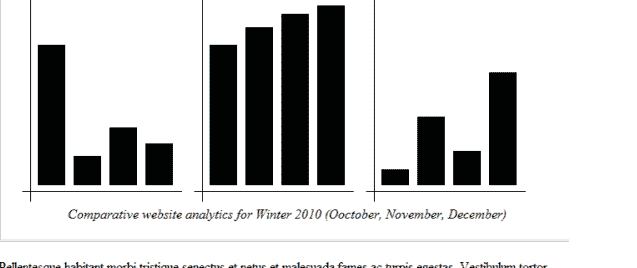 Comparative website analytics for Winter 2010 (Ooctober, November, December)
Pellentesque habitant morbi tristique senectus et netus et malesuada fames ac turpis egestas. Vestibulum tortor